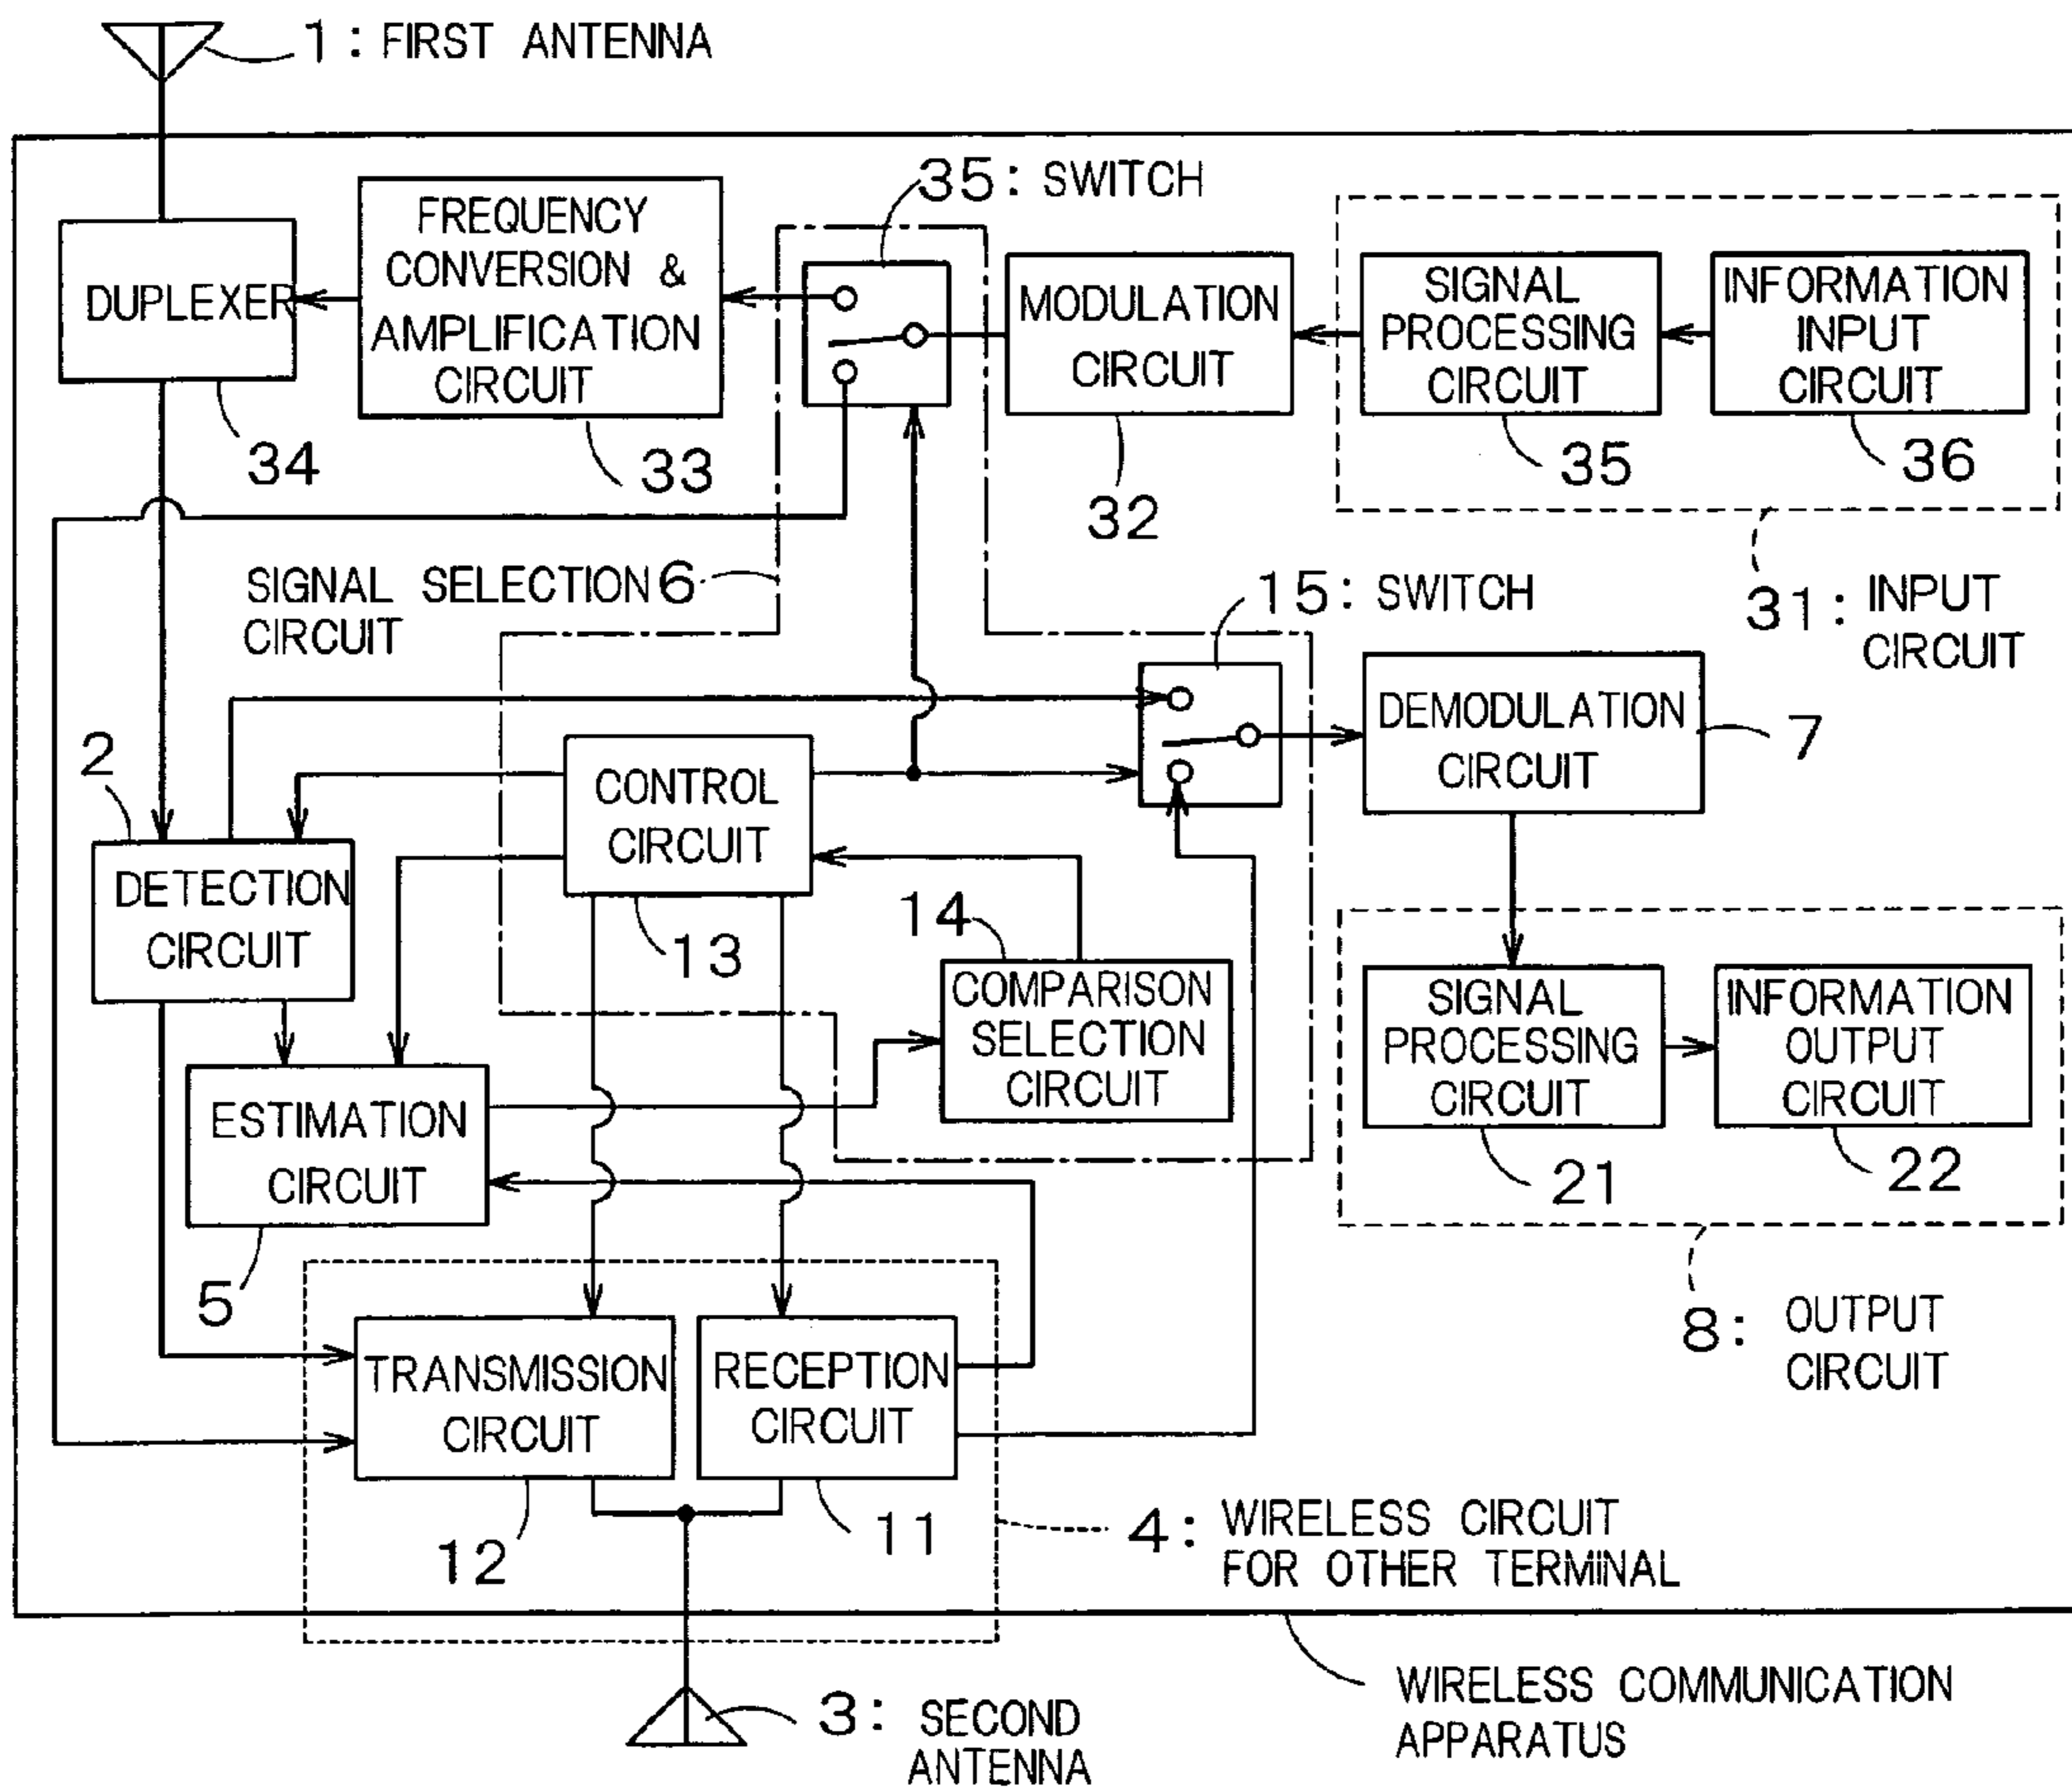 1: FIRST ANTENNA
35: SWITCH
FREQUENCY
CONVERSION &
AMPLIFICATION
CIRCUIT
DUPLEXER
MODULATION
CIRCUIT
SIGNAL
PROCESSING
CIRCUIT
INFORMATION
INPUT
CIRCUIT
34
33
32
35
36
SIGNAL SELECTION 6
CIRCUIT
15: SWITCH
31: INPUT
CIRCUIT
2
CONTROL
CIRCUIT
DEMODULATION
CIRCUIT
7
DETECTION
CIRCUIT
13
14
COMPARISON
SELECTION
CIRCUIT
SIGNAL
PROCESSING
CIRCUIT
INFORMATION
OUTPUT
CIRCUIT
ESTIMATION
CIRCUIT
21
22
5
8: OUTPUT
CIRCUIT
TRANSMISSION
CIRCUIT
RECEPTION
CIRCUIT
12
11
4: WIRELESS CIRCUIT
FOR OTHER TERMINAL
3: SECOND
ANTENNA
WIRELESS COMMUNICATION
APPARATUS